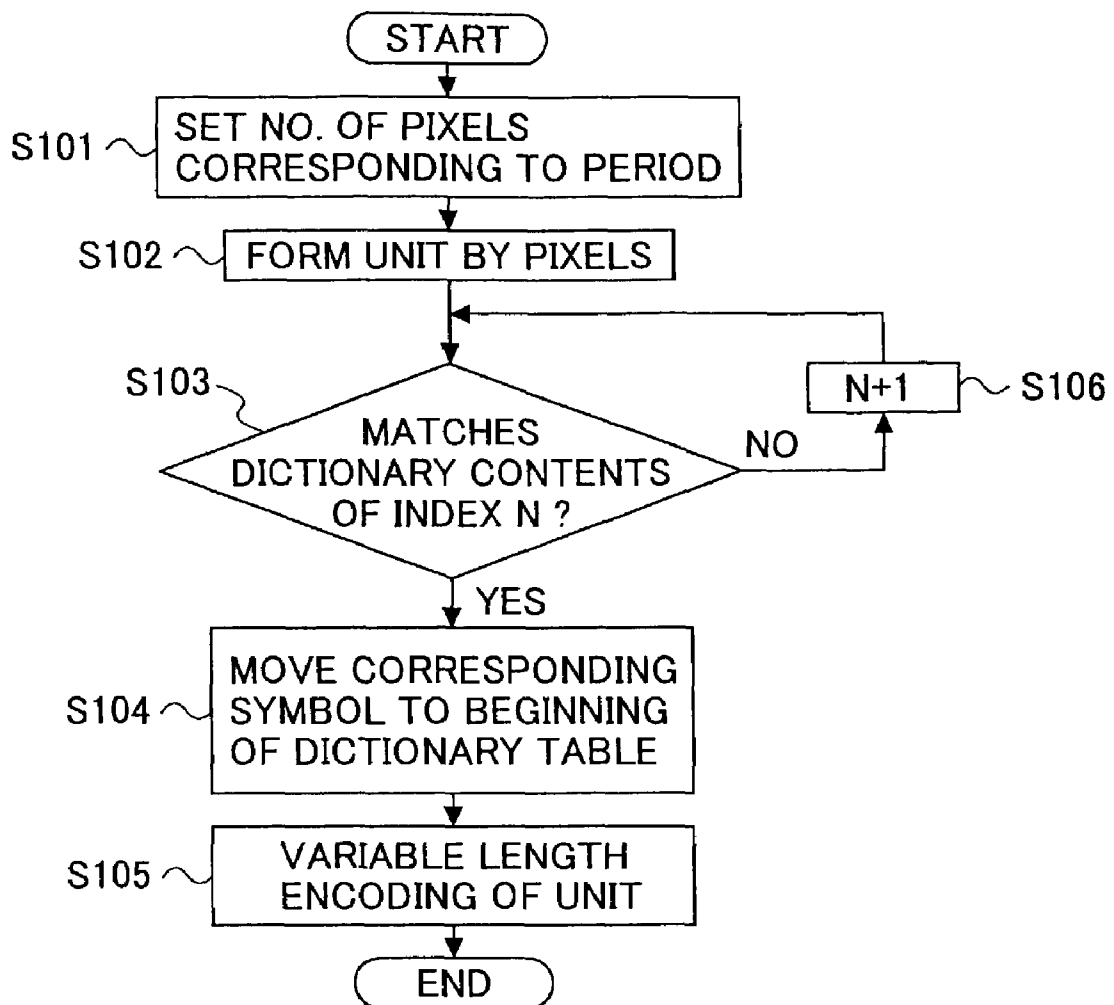 START
S101
SET NO. OF PIXELS
CORRESPONDING TO PERIOD
S102
FORM UNIT BY PIXELS
S103
MATCHES
DICTIONARY CONTENTS
OF INDEX N ?
NO
N+1
S106
YES
S104
MOVE CORRESPONDING
SYMBOL TO BEGINNING
OF DICTIONARY TABLE
S105
VARIABLE LENGTH
ENCODING OF UNIT
END